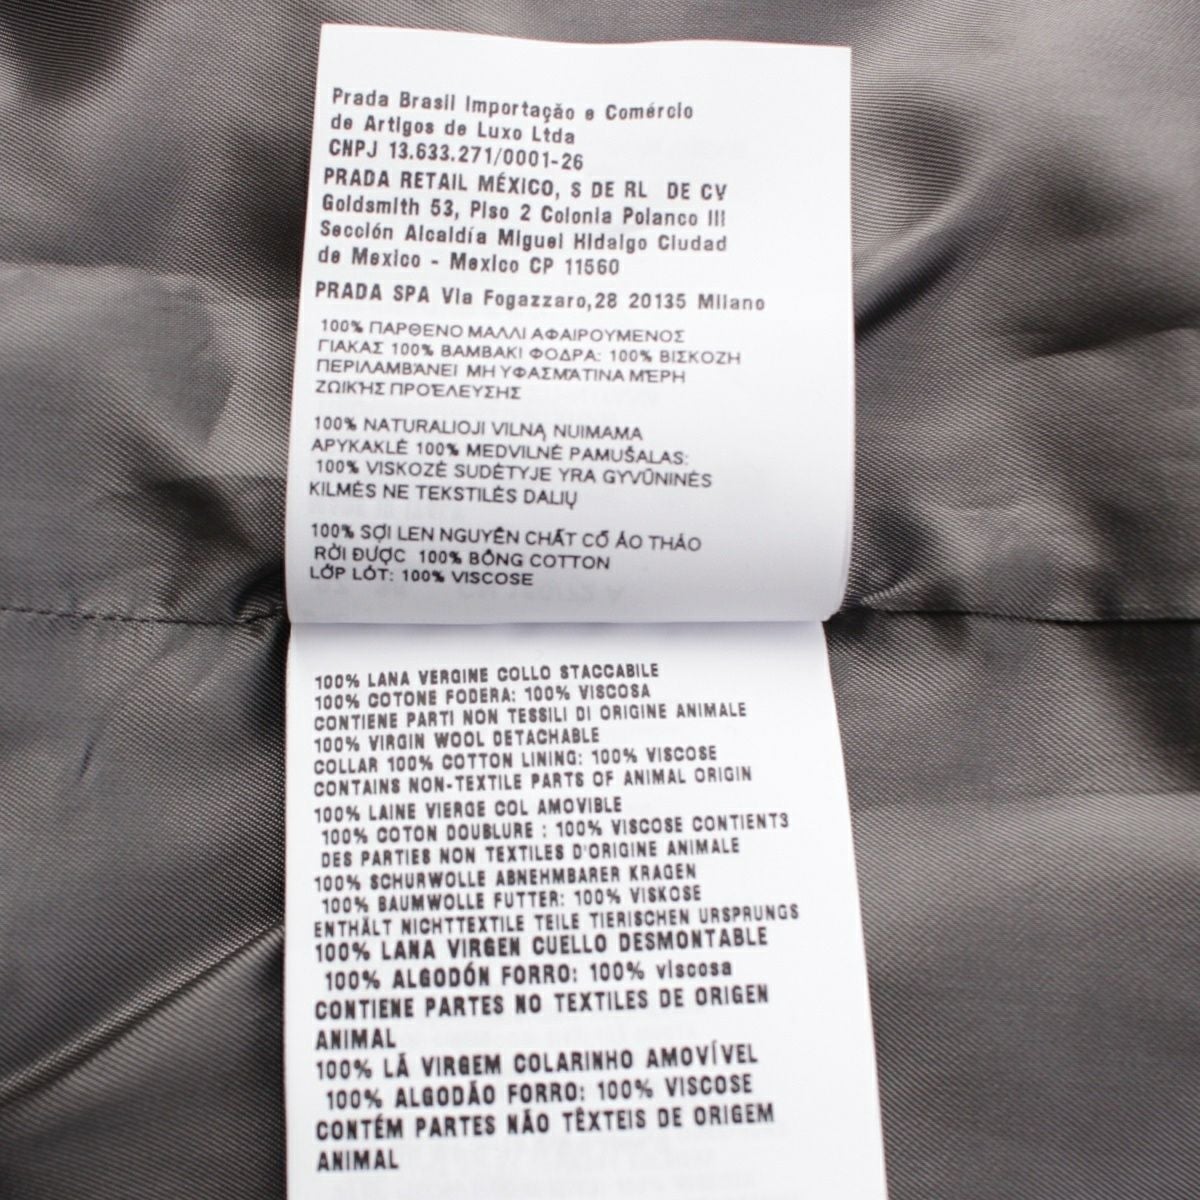 Prada Brasil Importação e Comércio
de Artigos de Luxo Ltda
CNPJ 13.633.271/0001-26
PRADA RETAIL MÉXICO, S DE RL DE CV
Goldsmith 53, Piso 2 Colonia Polanco III
Sección Alcaldía Miguel Hidalgo Ciudad
de Mexico - Mexico CP 11560
PRADA SPA Via Fogazzaro,28 20135 Milano
100% ΠΑΡΘΕΝΟ ΜΑΛΛΙ ΑΦΑΙΡΟΥΜΕΝΟΣ
ΓΙΑΚΑΣ 100% ΒΑΜΒΑΚΙ ΦΟΔΡΑ: 100% ΒΙΣΚΟΖΗ
ΠΕΡΙΛΑΜΒΆΝΕΙ ΜΗ ΥΦΑΣΜΆΤΙΝΑ ΜΈΡΗ
ΖΩΙΚΉΣ ΠΡΟΈΛΕΥΣΗΣ
100% NATURALIOJI VILNĄ NUIMAMA
APYKAKLĖ 100% MEDVILNĖ PAMUŠALAS:
100% VISKOZĖ SUDĖTYJE YRA GYVŪNINĖS
KILMĖS NE TEKSTILĖS DALIŲ
100% SỢI LEN NGUYÊN CHẤT CỔ ÁO THÁO
RỜI ĐƯỢC 100% BÔNG COTTON
LỚP LÓT: 100% VISCOSE
100% LANA VERGINE COLLO STACCABILE
100% COTONE FODERA: 100% VISCOSA
CONTIENE PARTI NON TESSILI DI ORIGINE ANIMALE
100% VIRGIN WOOL DETACHABLE
COLLAR 100% COTTON LINING: 100% VISCOSE
CONTAINS NON-TEXTILE PARTS OF ANIMAL ORIGIN
100% LAINE VIERGE COL AMOVIBLE
100% COTON DOUBLURE : 100% VISCOSE CONTIENT3
DES PARTIES NON TEXTILES D'ORIGINE ANIMALE
100% SCHURWOLLE ABNEHMBARER KRAGEN
100% BAUMWOLLE FUTTER: 100% VISKOSE
ENTHÄLT NICHTTEXTILE TEILE TIERISCHEN URSPRUNGS
100% LANA VIRGEN CUELLO DESMONTABLE
100% ALGODÓN FORRO: 100% viscosa
CONTIENE PARTES NO TEXTILES DE ORIGEN
ANIMAL
100% LÃ VIRGEM COLARINHO AMOVÍVEL
100% ALGODÃO FORRO: 100% VISCOSE
CONTÉM PARTES NÃO TÊXTEIS DE ORIGEM
ANIMAL